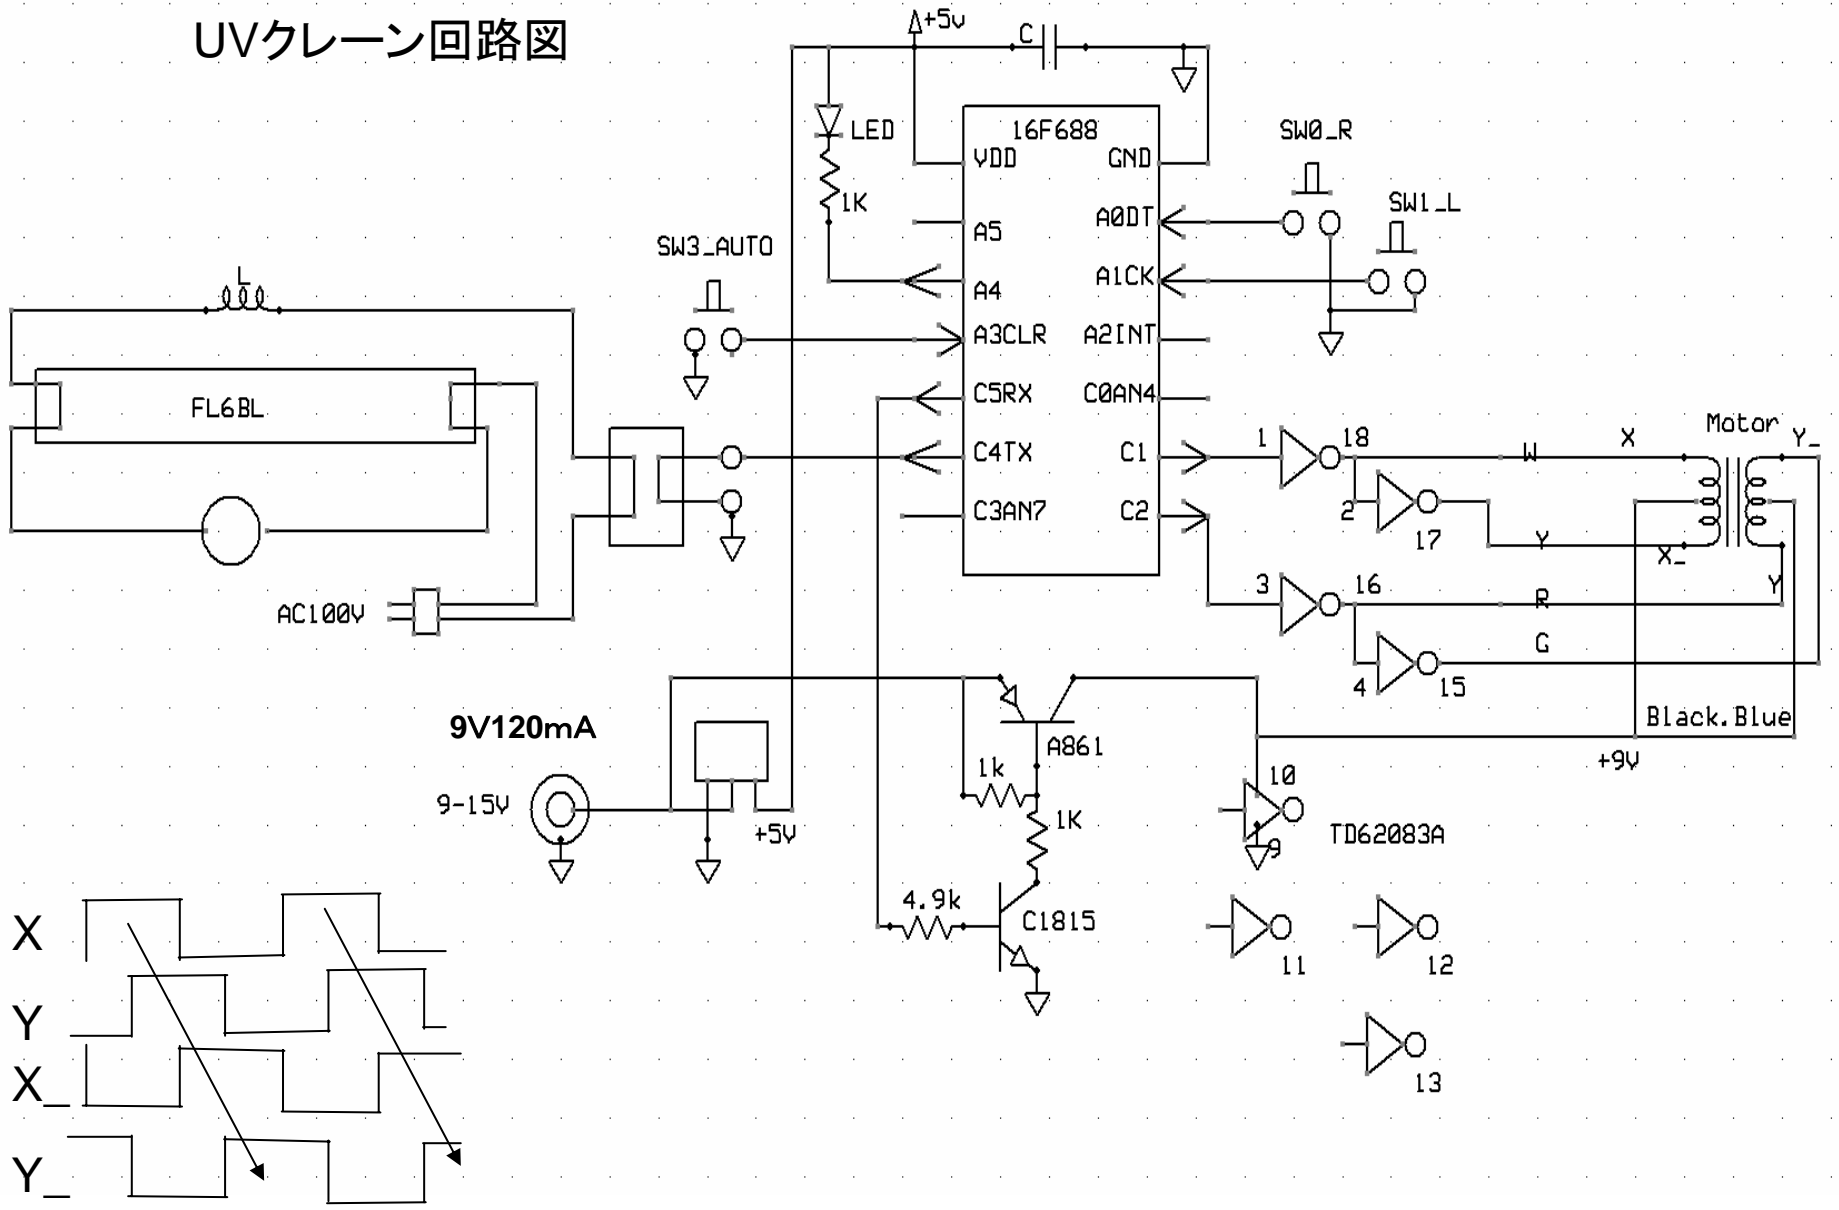 UVクレーン回路図
+5v
C
LED
1K
16F688
VDD
GND
A5
A0DT
A4
A1CK
A3CLR
A2INT
C5RX
C0AN4
C4TX
C1
C3AN7
C2
SW0_R
SW1_L
SW3_AUTO
L
FL6BL
AC100V
1
18
W
X
Motor
Y_
2
17
Y
X_
3
16
R
Y
G
4
15
Black.Blue
+9V
9V120mA
9-15V
+5V
A861
1k
1K
4.9k
C1815
10
9
TD62083A
11
12
13
X
Y
X_
Y_